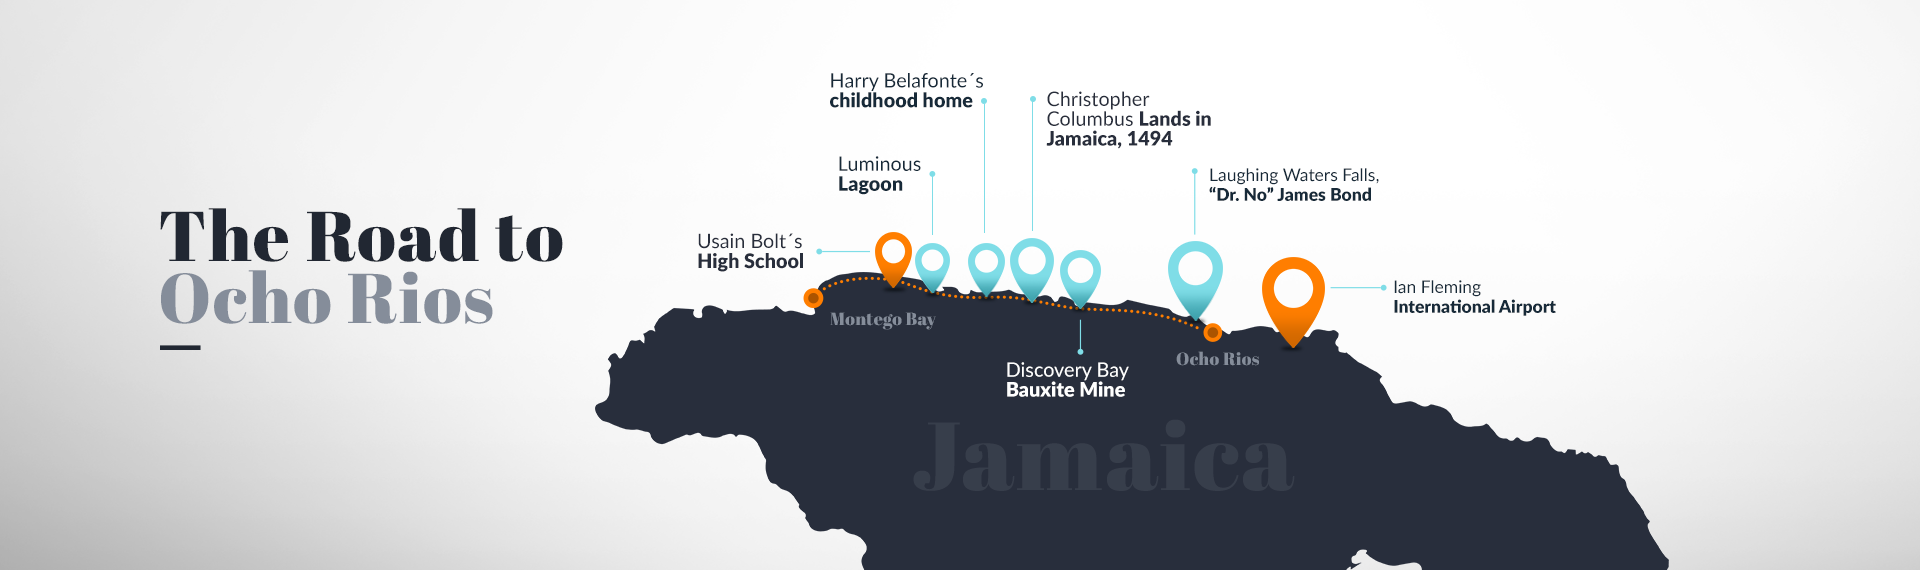 The Road to
Ocho Rios
Harry Belafonte´s
childhood home
Christopher
Columbus Lands in
Jamaica, 1494
Luminous
Lagoon
Laughing Waters Falls,
“Dr. No” James Bond
Usain Bolt´s
High School
Ian Fleming
International Airport
Montego Bay
Ocho Rios
Discovery Bay
Bauxite Mine
Jamaica